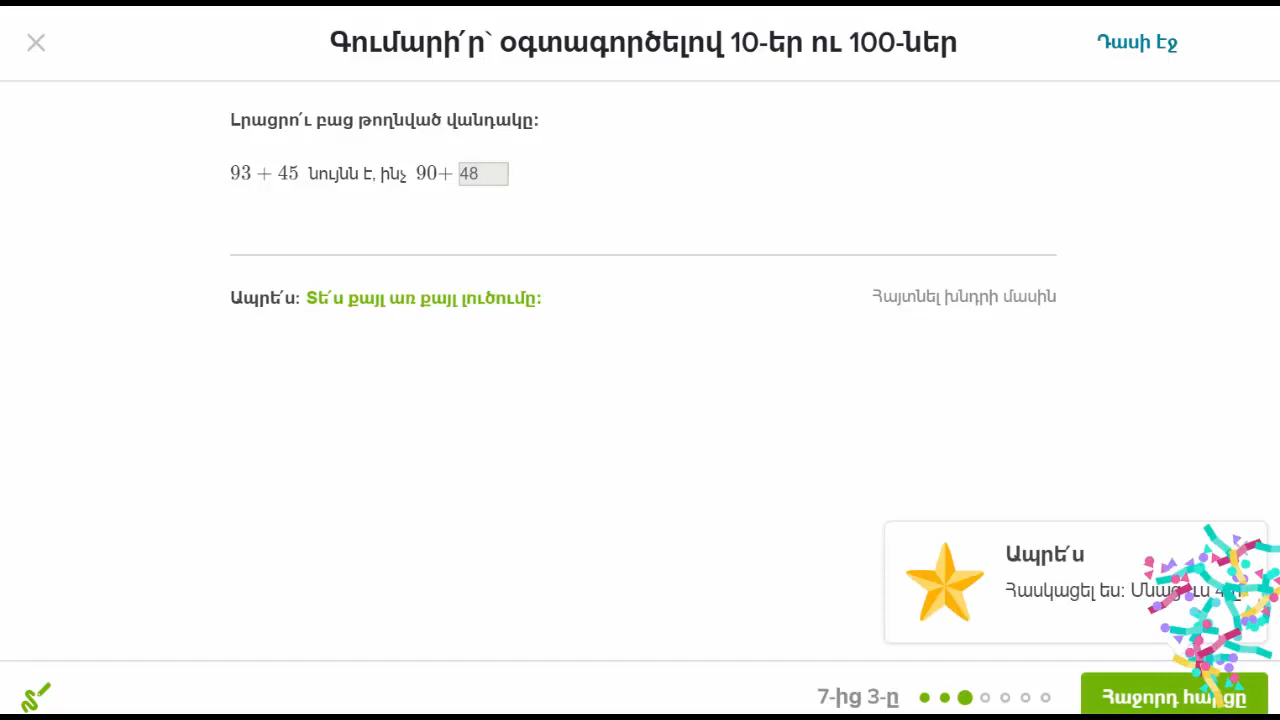 Գումարի՛ր՝ օգտագործելով 10-եր ու 100-ներ
Դասի էջ
Լրացրո՛ւ բաց թողնված վանդակը:
93 + 45 նույնն է, ինչ 90+ 48
Ապրե՛ս: Տե՛ս քայլ առ քայլ լուծումը:
Հայտնել խնդրի մասին
Ապրե՛ս
Հասկացել ես: Մնաց
7-ից 3-ը
Հաջորդ հարցը